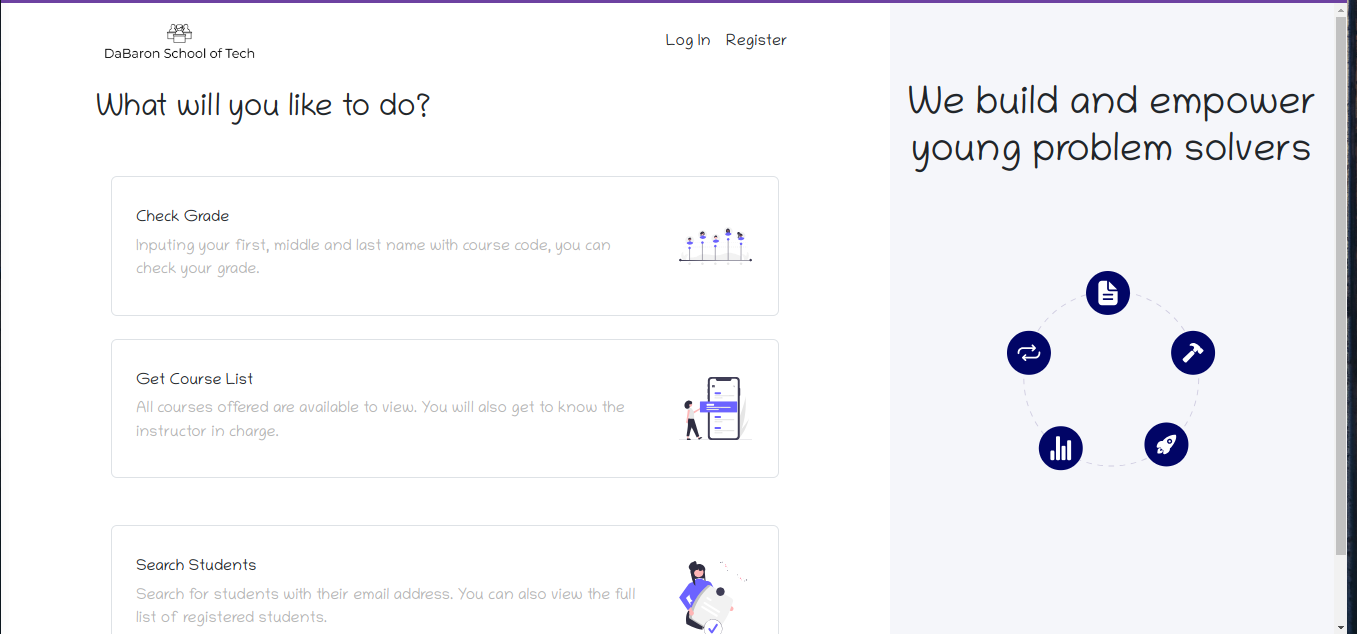 DaBaron School of Tech
Log In Register
What will you like to do?
Check Grade
Inputing your first, middle and last name with course code, you can
check your grade.
Get Course List
All courses offered are available to view. You will also get to know the
instructor in charge.
Search Students
Search for students with their email address. You can also view the full
list of registered students.
We build and empower
young problem solvers